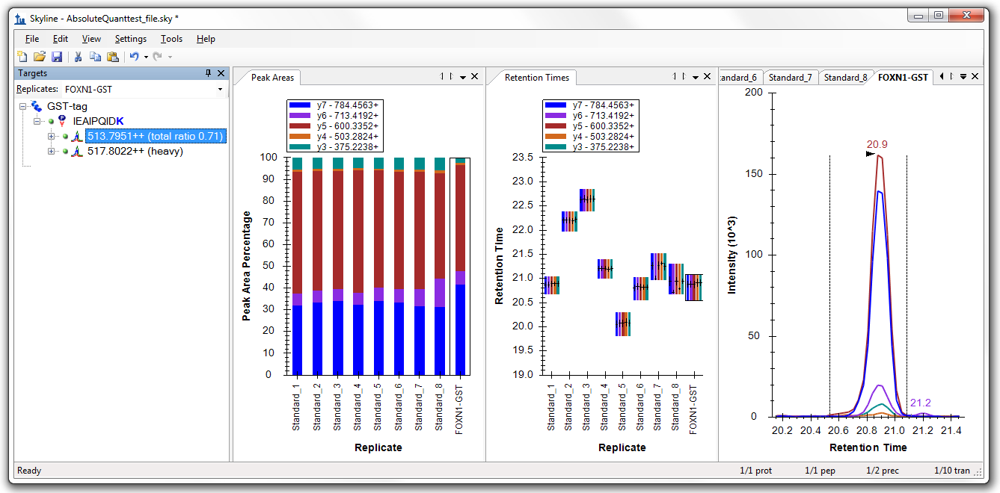 Skyline - AbsoluteQuanttest_file.sky *
File Edit View Settings Tools Help
Targets
Replicates: FOXN1-GST
GST-tag
IEAIPQIDK
513.7951++ (total ratio 0.71)
517.8022++ (heavy)
Peak Areas
y7 - 784.4563+
y6 - 713.4192+
y5 - 600.3352+
y4 - 503.2824+
y3 - 375.2238+
100
90
80
70
60
50
40
30
20
10
0
Peak Area Percentage
Standard_1
Standard_2
Standard_3
Standard_4
Standard_5
Standard_6
Standard_7
Standard_8
FOXN1-GST
Replicate
Retention Times
y7 - 784.4563+
y6 - 713.4192+
y5 - 600.3352+
y4 - 503.2824+
y3 - 375.2238+
23.5
23.0
22.5
22.0
21.5
21.0
20.5
20.0
19.5
19.0
Retention Time
Standard_1
Standard_2
Standard_3
Standard_4
Standard_5
Standard_6
Standard_7
Standard_8
FOXN1-GST
Replicate
andard_6 Standard_7 Standard_8 FOXN1-GST
200
150
100
50
0
Intensity (10^3)
20.9
21.2
20.2 20.4 20.6 20.8 21.0 21.2 21.4
Retention Time
Ready 1/1 prot 1/1 pep 1/2 prec 1/10 tran